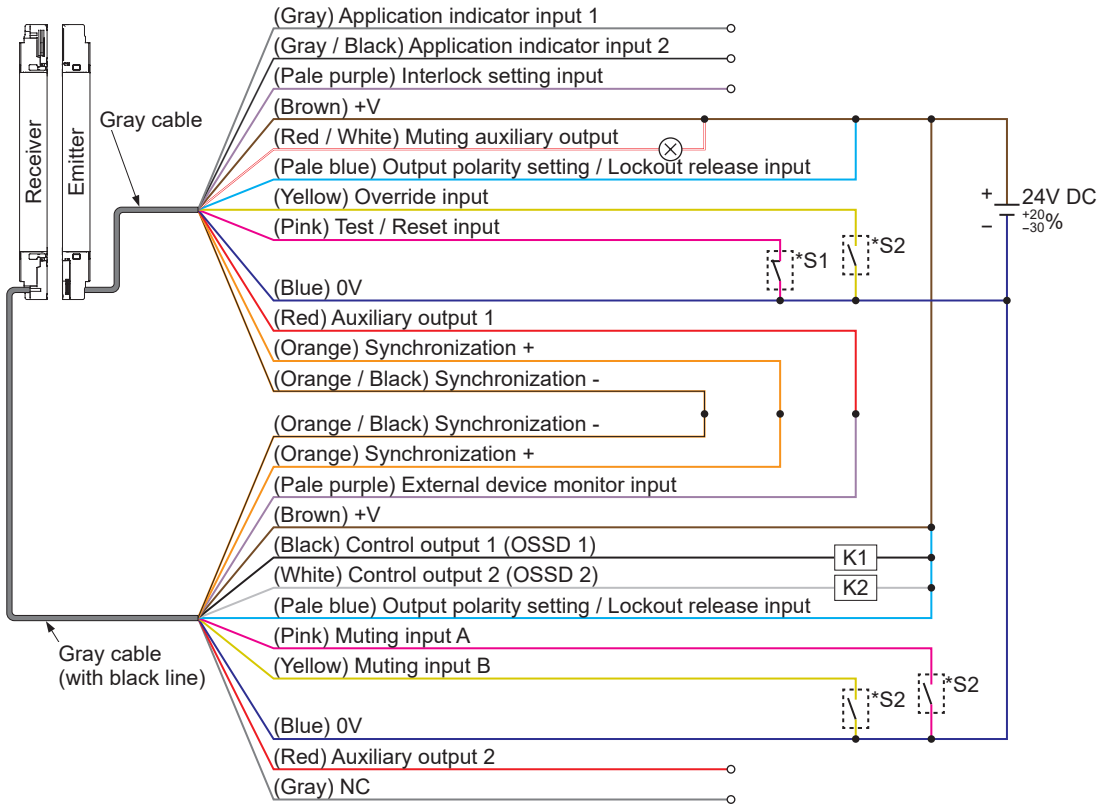 (Gray) Application indicator input 1
(Gray / Black) Application indicator input 2
(Pale purple) Interlock setting input
(Brown) +V
(Red / White) Muting auxiliary output
(Pale blue) Output polarity setting / Lockout release input
(Yellow) Override input
(Pink) Test / Reset input
(Blue) 0V
(Red) Auxiliary output 1
(Orange) Synchronization +
(Orange / Black) Synchronization -
Receiver
Emitter
Gray cable
+
−
24V DC
+20
−30%
*S1
*S2
(Orange / Black) Synchronization -
(Orange) Synchronization +
(Pale purple) External device monitor input
(Brown) +V
(Black) Control output 1 (OSSD 1)
K1
(White) Control output 2 (OSSD 2)
K2
(Pale blue) Output polarity setting / Lockout release input
(Pink) Muting input A
(Yellow) Muting input B
*S2
*S2
(Blue) 0V
(Red) Auxiliary output 2
(Gray) NC
Gray cable
(with black line)